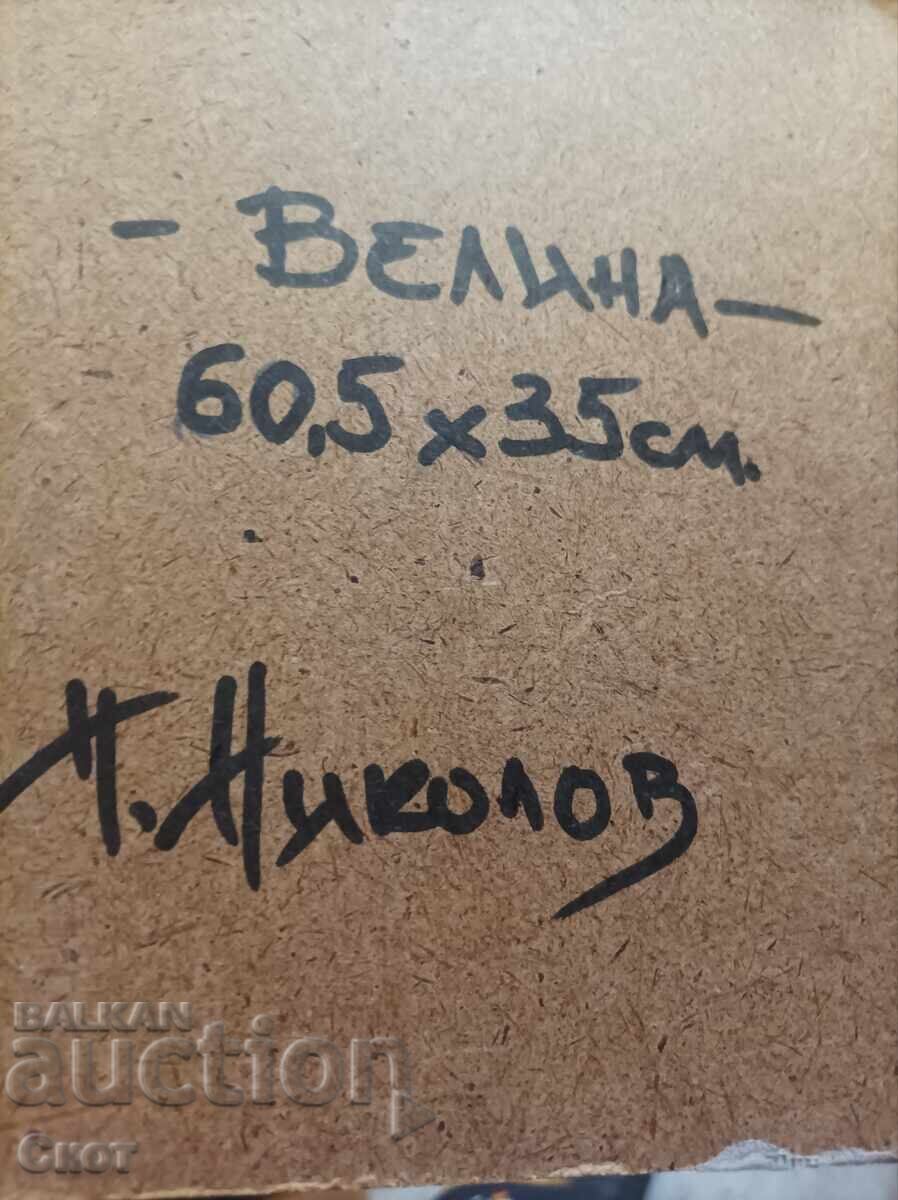 - ВЕЛИНА -
60,5 x 35 см.
Николов
BALKAN
auction
Скот